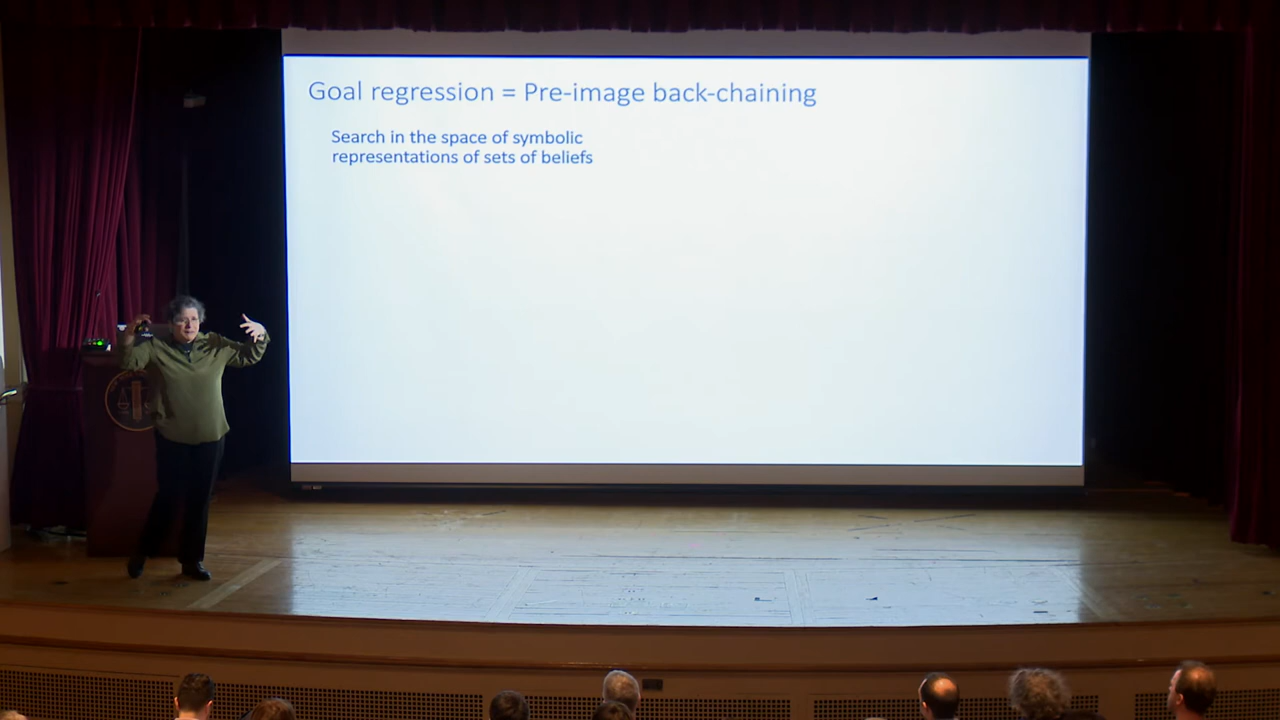 Goal regression = Pre-image back-chaining
Search in the space of symbolic
representations of sets of beliefs